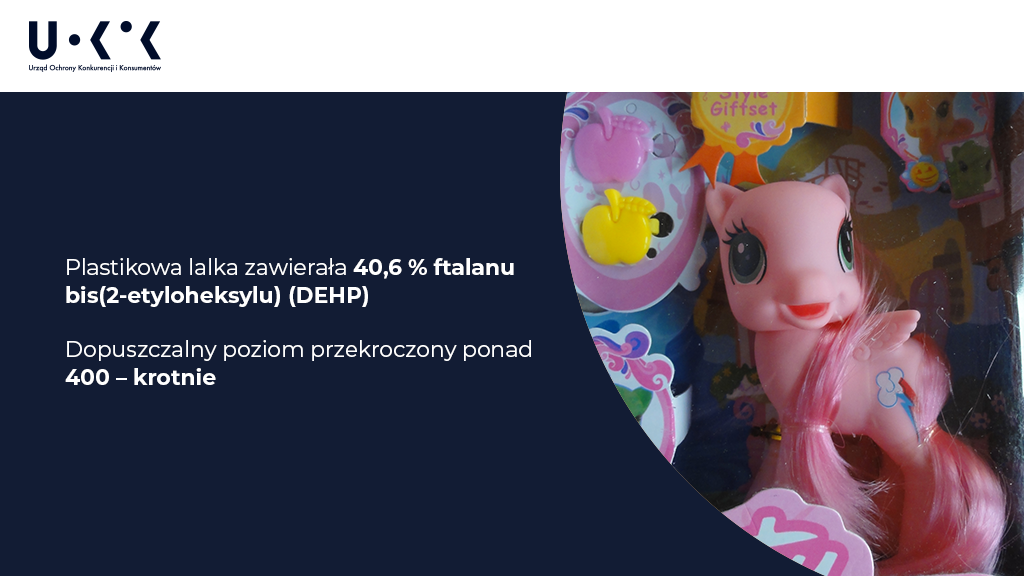 U·K·K
Urząd Ochrony Konkurencji i Konsumentów
Style
Giftset
Plastikowa lalka zawierała 40,6 % ftalanu
bis(2-etyloheksylu) (DEHP)
Dopuszczalny poziom przekroczony ponad
400 – krotnie